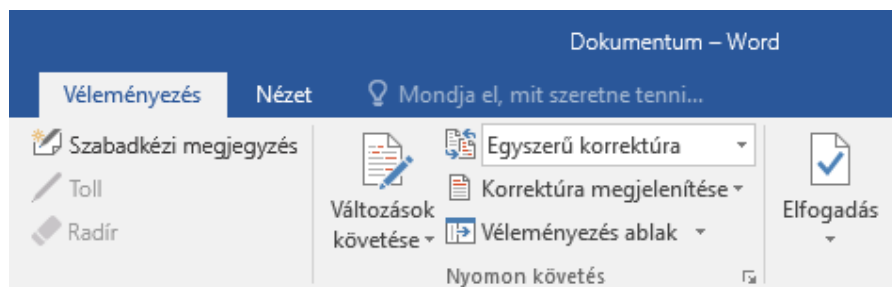 Dokumentum – Word
Véleményezés Nézet Mondja el, mit szeretne tenni...
Szabadkézi megjegyzés
Toll
Radír
Változások
követése
Egyszerű korrektúra
Korrektúra megjelenítése
Véleményezés ablak
Nyomon követés
Elfogadás